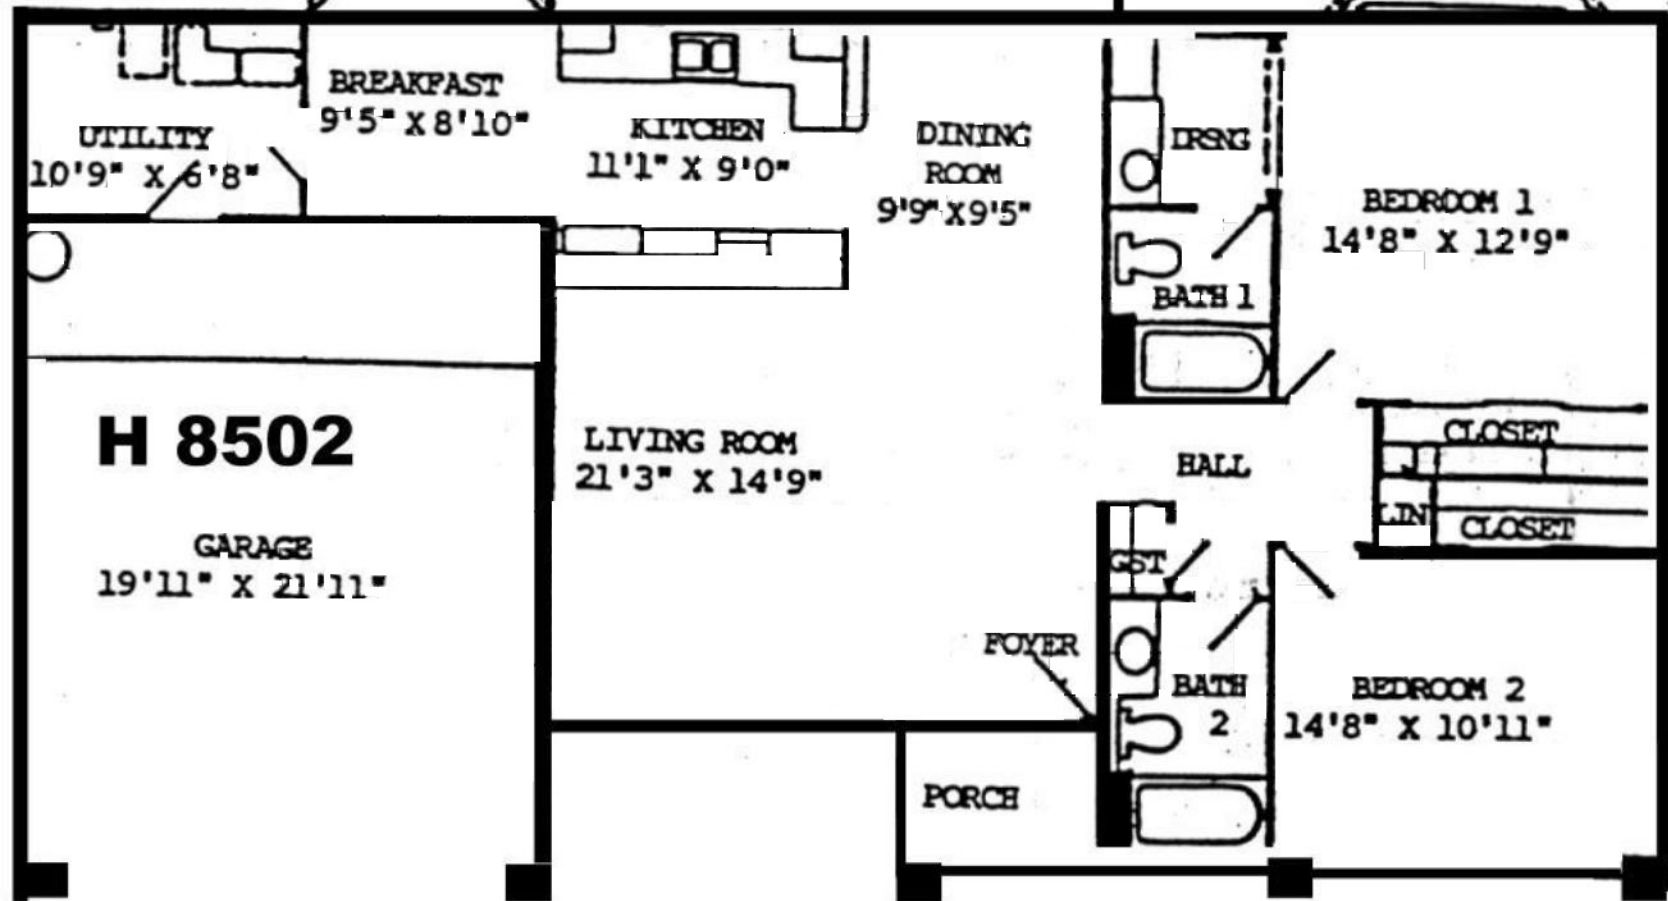 BREAKFAST
9'5" X 8'10"
UTILITY
10'9" X 6'8"
KITCHEN
11'1" X 9'0"
DINING
ROOM
9'9" X 9'5"
DRSNG
BEDROOM 1
14'8" X 12'9"
BATH 1
H 8502
LIVING ROOM
21'3" X 14'9"
HALL
CLOSET
LIN
CLOSET
GARAGE
19'11" X 21'11"
GST
FOYER
BATH
2
BEDROOM 2
14'8" X 10'11"
PORCH